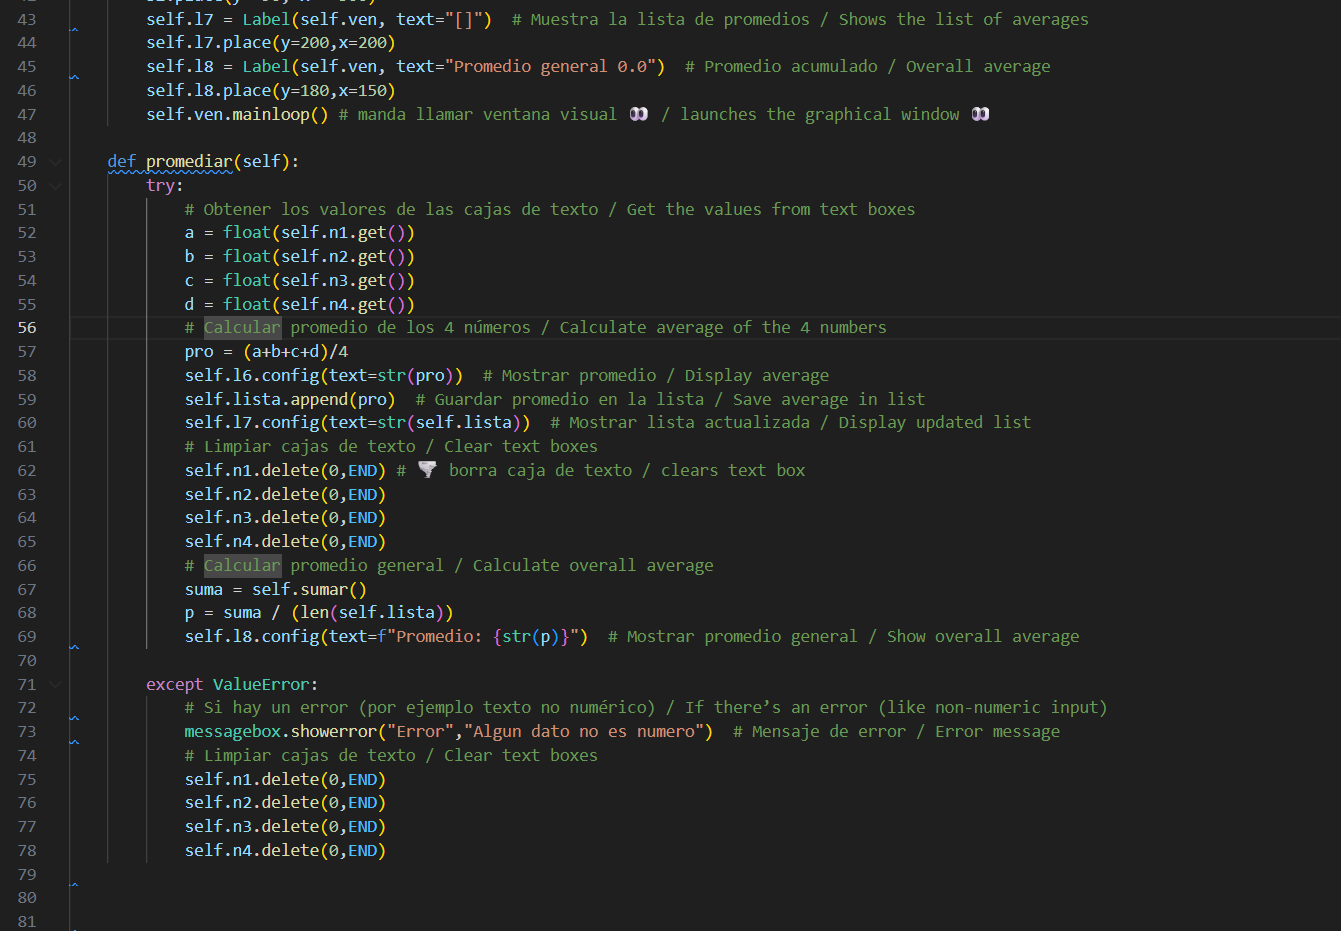 43 self.l7 = Label(self.ven, text="[]")  # Muestra la lista de promedios / Shows the list of averages
44 self.l7.place(y=200,x=200)
45 self.l8 = Label(self.ven, text="Promedio general 0.0")  # Promedio acumulado / Overall average
46 self.l8.place(y=180,x=150)
47 self.ven.mainloop() # manda llamar ventana visual 👀 / launches the graphical window 👀
48
49 def promediar(self):
50 try:
51 # Obtener los valores de las cajas de texto / Get the values from text boxes
52 a = float(self.n1.get())
53 b = float(self.n2.get())
54 c = float(self.n3.get())
55 d = float(self.n4.get())
56 # Calcular promedio de los 4 números / Calculate average of the 4 numbers
57 pro = (a+b+c+d)/4
58 self.l6.config(text=str(pro))  # Mostrar promedio / Display average
59 self.lista.append(pro)  # Guardar promedio en la lista / Save average in list
60 self.l7.config(text=str(self.lista))  # Mostrar lista actualizada / Display updated list
61 # Limpiar cajas de texto / Clear text boxes
62 self.n1.delete(0,END) # 🌪 borra caja de texto / clears text box
63 self.n2.delete(0,END)
64 self.n3.delete(0,END)
65 self.n4.delete(0,END)
66 # Calcular promedio general / Calculate overall average
67 suma = self.sumar()
68 p = suma / (len(self.lista))
69 self.l8.config(text=f"Promedio: {str(p)}")  # Mostrar promedio general / Show overall average
70
71 except ValueError:
72 # Si hay un error (por ejemplo texto no numérico) / If there’s an error (like non-numeric input)
73 messagebox.showerror("Error","Algun dato no es numero")  # Mensaje de error / Error message
74 # Limpiar cajas de texto / Clear text boxes
75 self.n1.delete(0,END)
76 self.n2.delete(0,END)
77 self.n3.delete(0,END)
78 self.n4.delete(0,END)
79
80
81